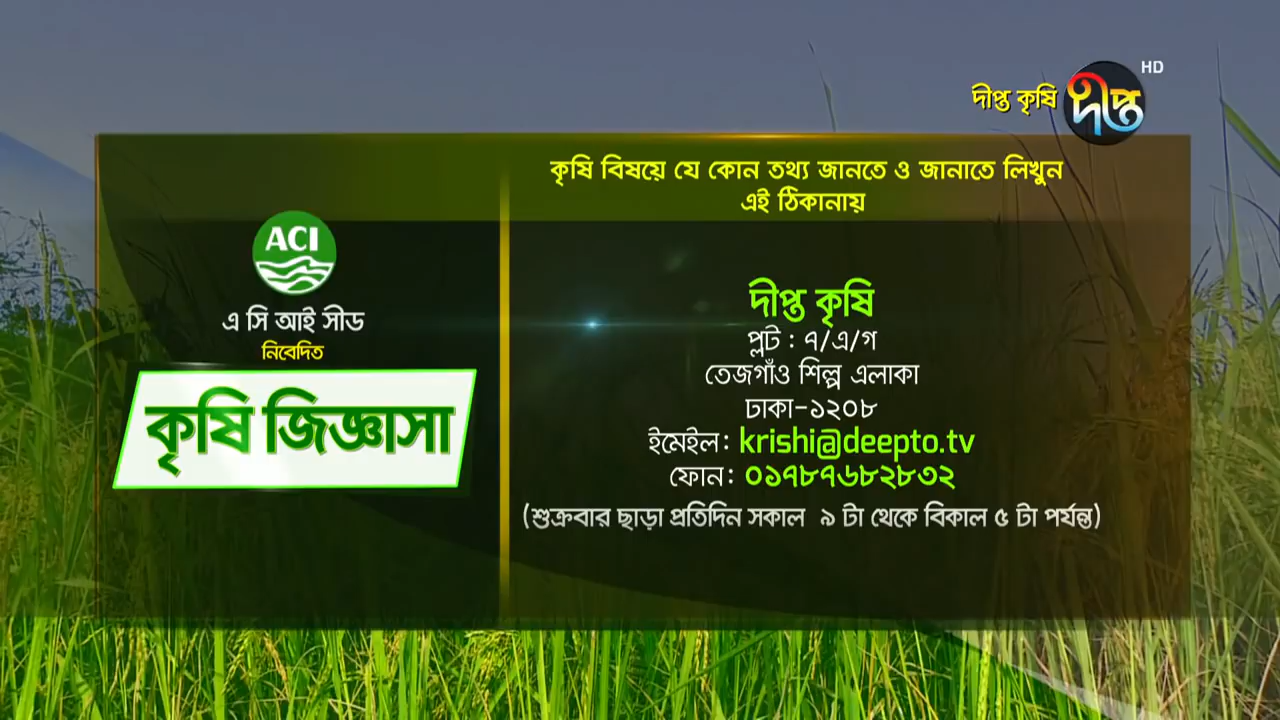 HD
দীপ্ত কৃষি দীপ্ত
কৃষি বিষয়ে যে কোন তথ্য জানতে ও জানাতে লিখুন
এই ঠিকানায়
ACI
এ সি আই সীড
নিবেদিত
কৃষি জিজ্ঞাসা
দীপ্ত কৃষি
প্লট : ৭/এ/গ
তেজগাঁও শিল্প এলাকা
ঢাকা-১২০৮
ইমেইল: krishi@deepto.tv
ফোন: ০১৭৮৭৬৮২৮৩২
(শুক্রবার ছাড়া প্রতিদিন সকাল ৯ টা থেকে বিকাল ৫ টা পর্যন্ত)